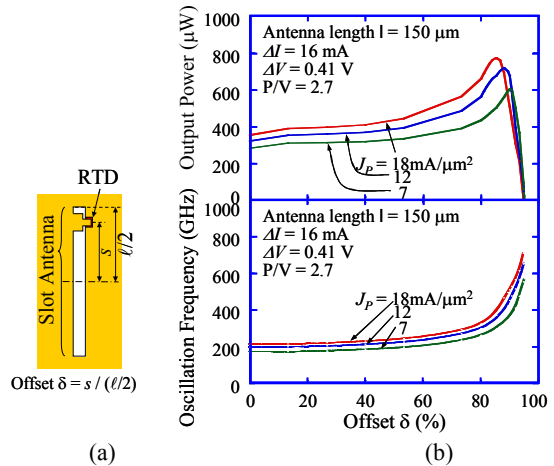 (a)
RTD
Slot Antenna
s
ℓ/2
Offset δ = s / (ℓ/2)
(b)
Output Power (μW)
1000
800
600
400
200
0
Antenna length l = 150 μm
ΔI = 16 mA
ΔV = 0.41 V
P/V = 2.7
J_P = 18mA/μm²
12
7
Oscillation Frequency (GHz)
1000
800
600
400
200
0
Antenna length l = 150 μm
ΔI = 16 mA
ΔV = 0.41 V
P/V = 2.7
J_P = 18mA/μm²
12
7
0 20 40 60 80 100
Offset δ (%)
(a)
(b)